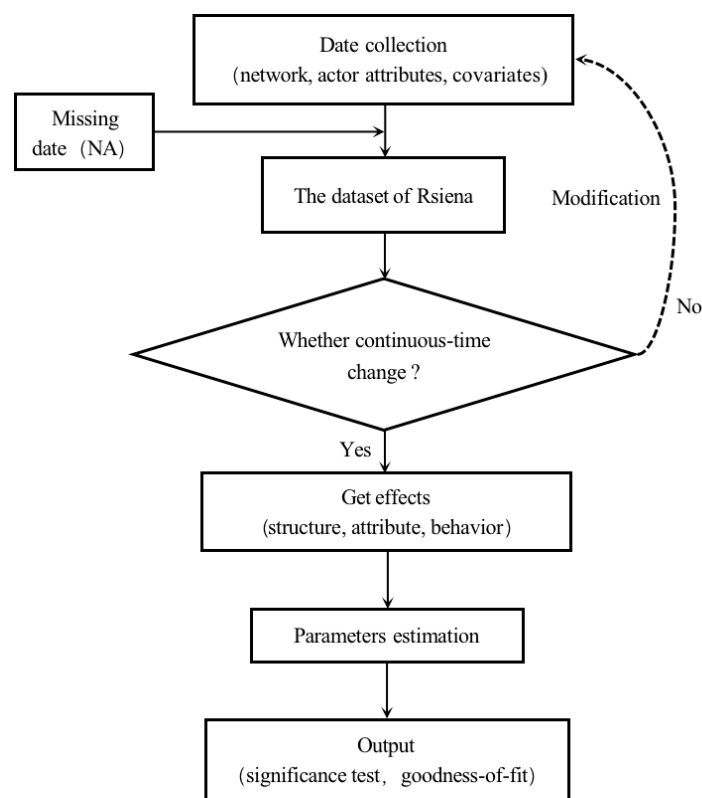 Date collection
(network, actor attributes, covariates)
Missing
date（NA）
The dataset of Rsiena
Modification
No
Whether continuous-time
change ?
Yes
Get effects
(structure, attribute, behavior)
Parameters estimation
Output
(significance test，goodness-of-fit)